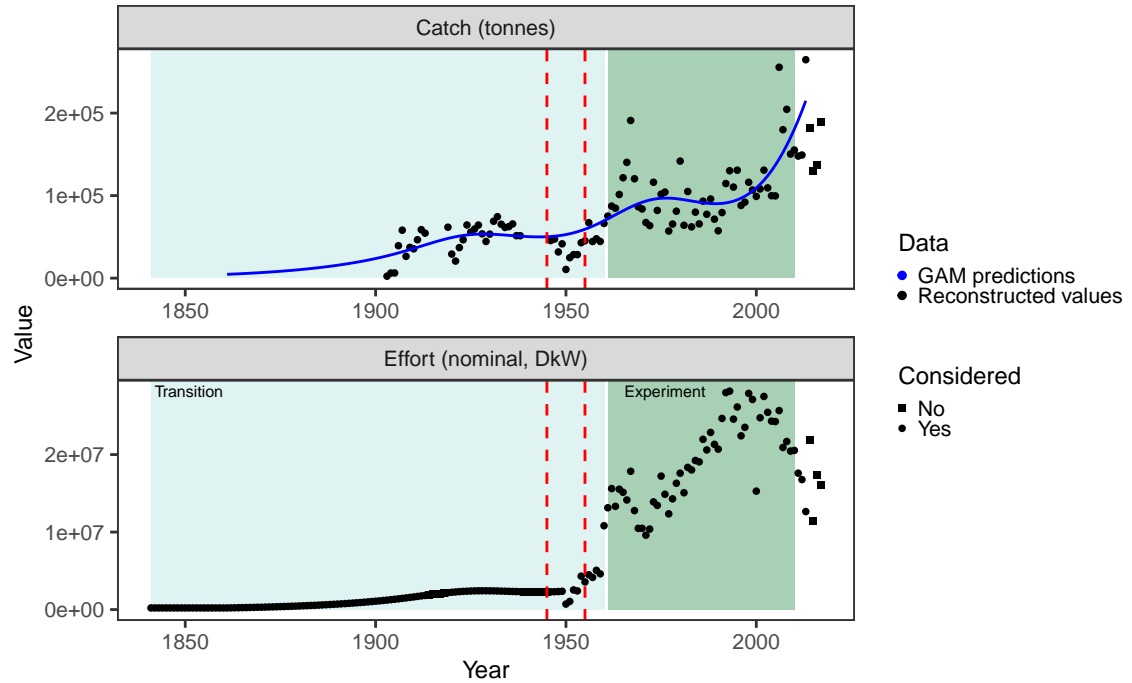 Catch (tonnes)
2e+05
1e+05
0e+00
1850
1900
1950
2000
Value
Effort (nominal, DkW)
Transition
Experiment
2e+07
1e+07
0e+00
1850
1900
1950
2000
Year
Data
GAM predictions
Reconstructed values
Considered
No
Yes